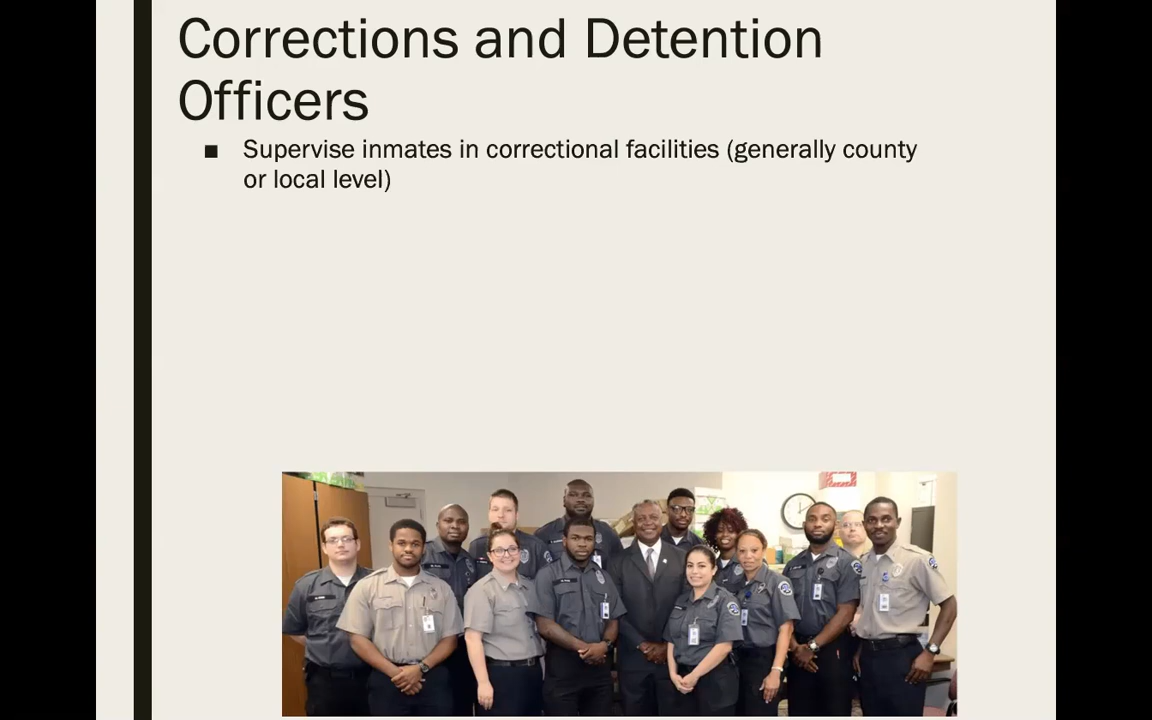 Corrections and Detention
Officers
■ Supervise inmates in correctional facilities (generally county
or local level)